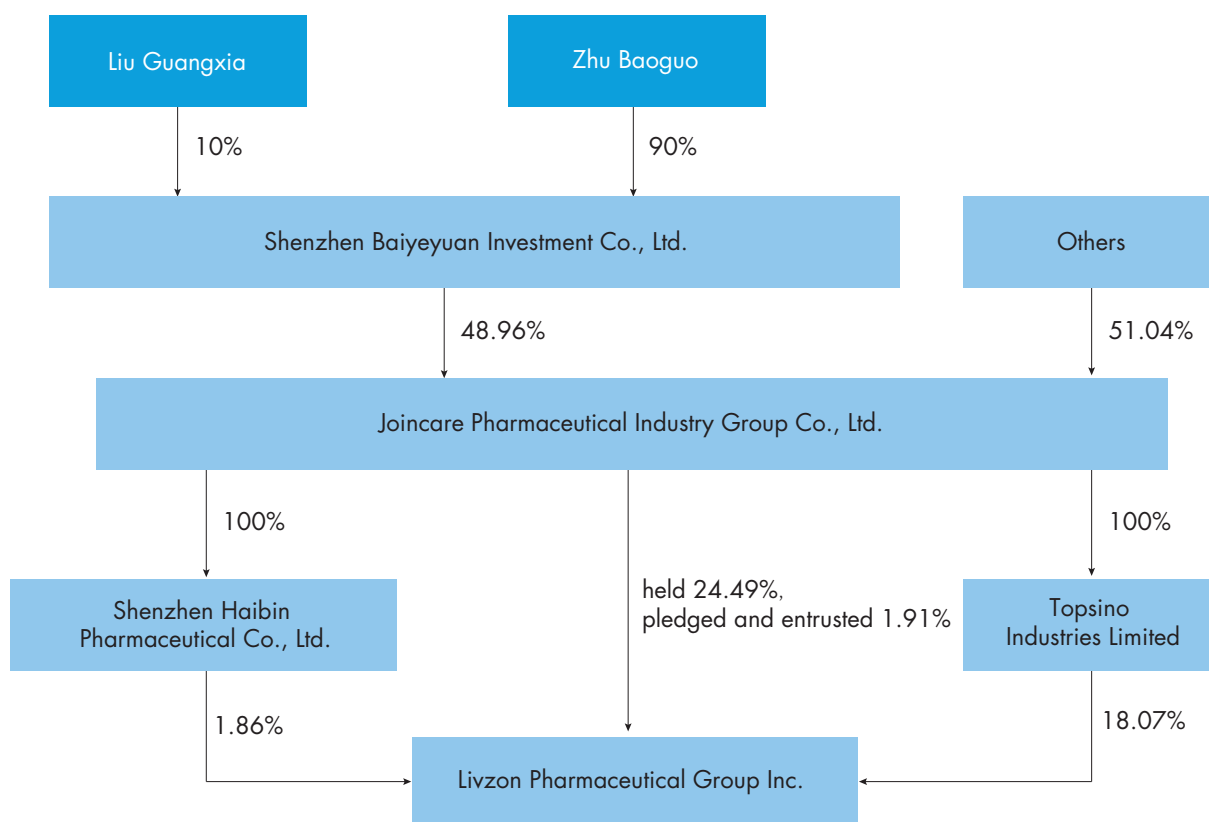 Liu Guangxia
Zhu Baoguo
10%
90%
Shenzhen Baiyeyuan Investment Co., Ltd.
Others
48.96%
51.04%
Joincare Pharmaceutical Industry Group Co., Ltd.
100%
100%
held 24.49%,
pledged and entrusted 1.91%
Shenzhen Haibin
Pharmaceutical Co., Ltd.
Topsino
Industries Limited
1.86%
18.07%
Livzon Pharmaceutical Group Inc.